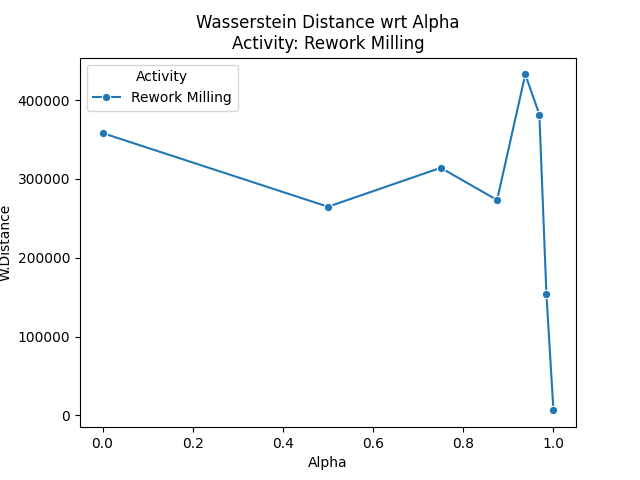 Wasserstein Distance wrt Alpha
Activity: Rework Milling
Activity
Rework Milling
W.Distance
400000
300000
200000
100000
0
0.0 0.2 0.4 0.6 0.8 1.0
Alpha